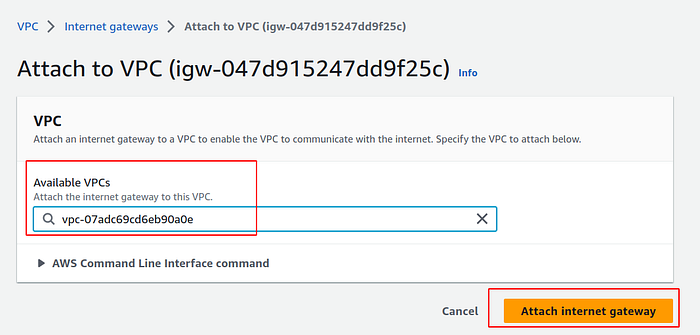 VPC > Internet gateways > Attach to VPC (igw-047d915247dd9f25c)
Attach to VPC (igw-047d915247dd9f25c) Info
VPC
Attach an internet gateway to a VPC to enable the VPC to communicate with the internet. Specify the VPC to attach below.
Available VPCs
Attach the internet gateway to this VPC.
vpc-07adc69cd6eb90a0e
AWS Command Line Interface command
Cancel Attach internet gateway